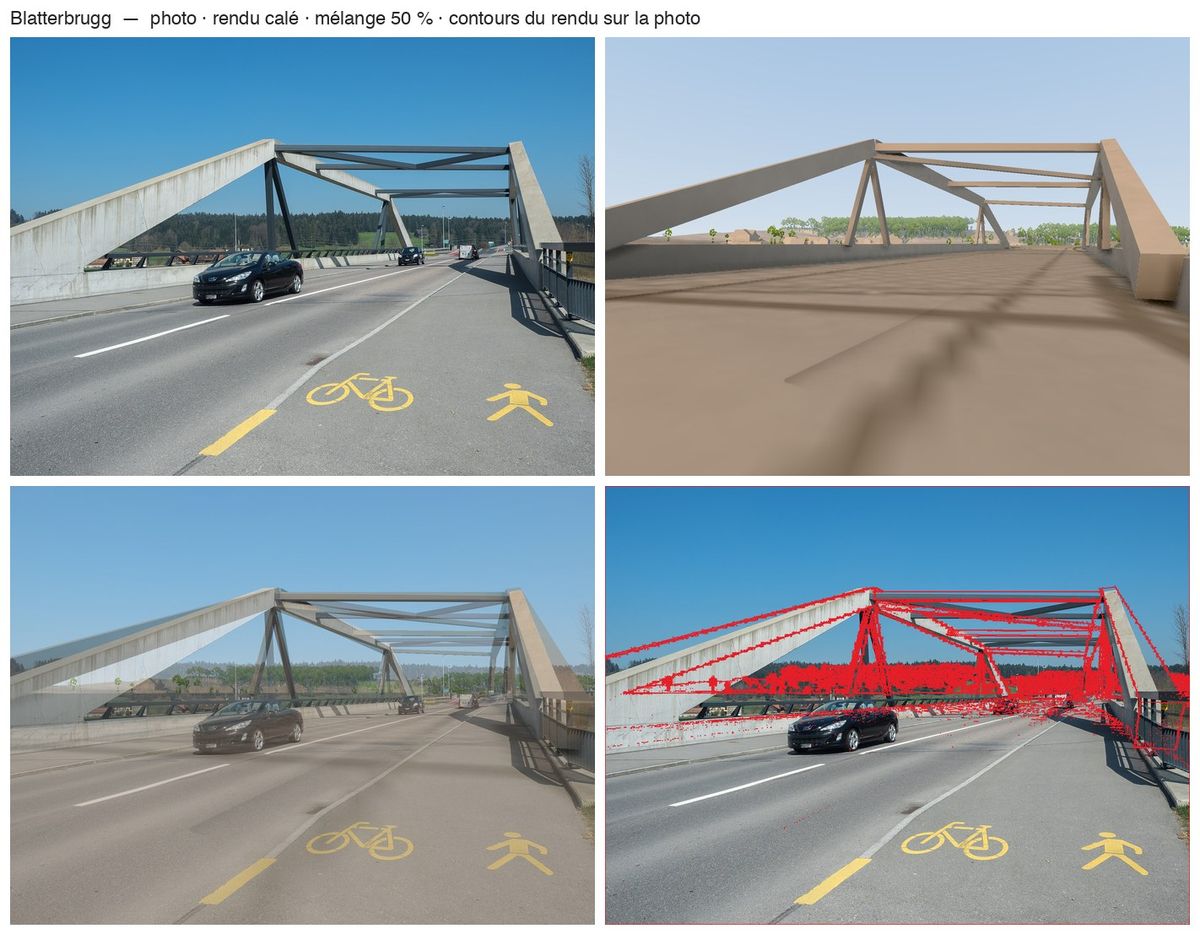 Blatterbrugg — photo · rendu calé · mélange 50 % · contours du rendu sur la photo